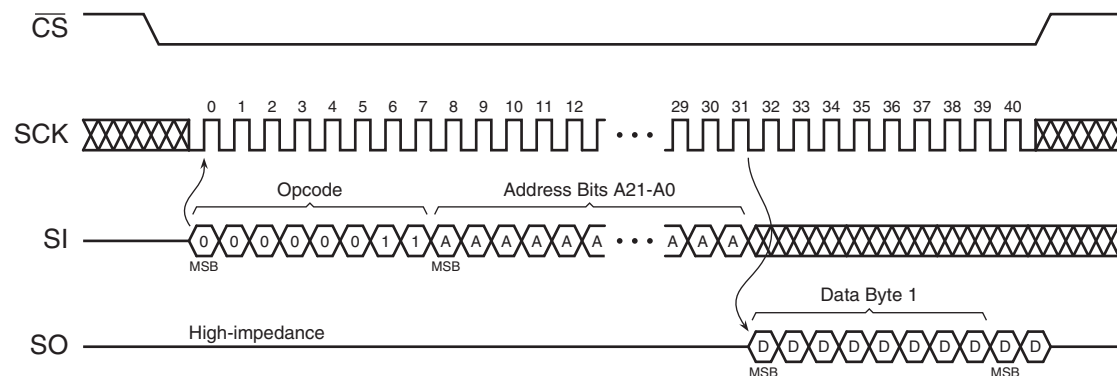 CS
0 1 2 3 4 5 6 7 8 9 10 11 12 29 30 31 32 33 34 35 36 37 38 39 40
SCK
Opcode Address Bits A21-A0
SI 0 0 0 0 0 0 1 1 A A A A A A A A A
MSB MSB
Data Byte 1
High-impedance
SO D D D D D D D D D D
MSB MSB